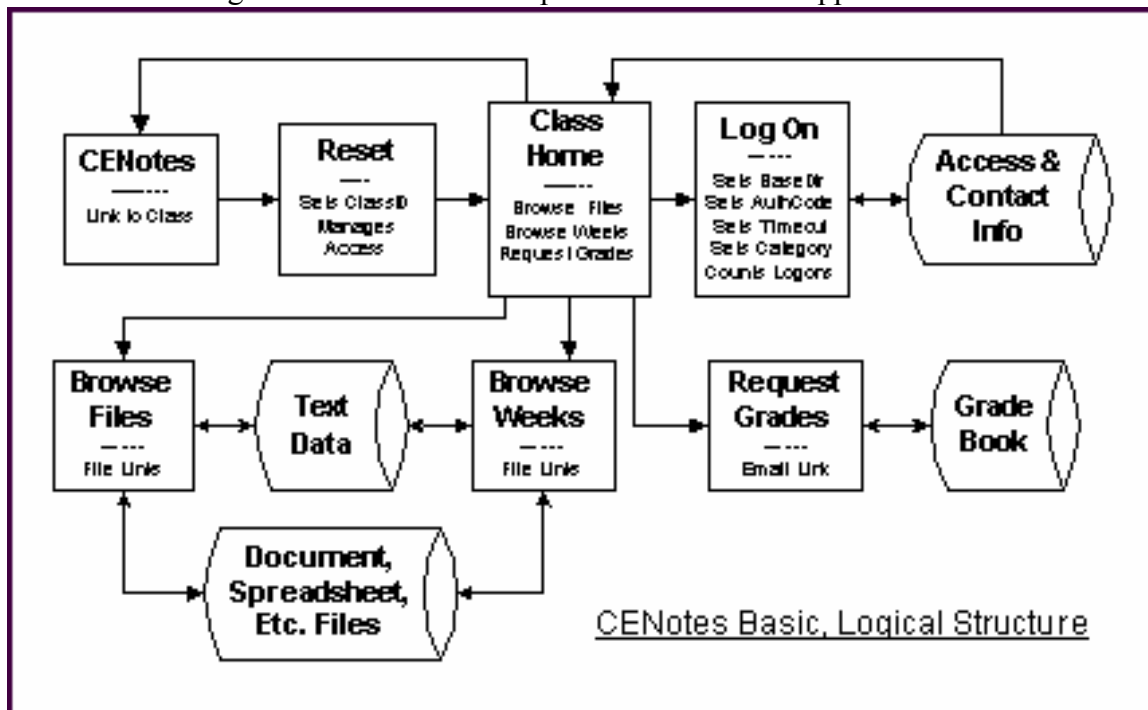 CENotes
Link to Class
Reset
Sets ClassID
Manages
Access
Class
Home
Browse Files
Browse Weeks
Request Grades
Log On
Sets BaseDir
Sets AuthCode
Sets Timeout
Sets Category
Counts Logons
Access &
Contact
Info
Browse
Files
File Links
Text
Data
Browse
Weeks
File Links
Request
Grades
Email Link
Grade
Book
Document,
Spreadsheet,
Etc. Files
CENotes Basic, Logical Structure